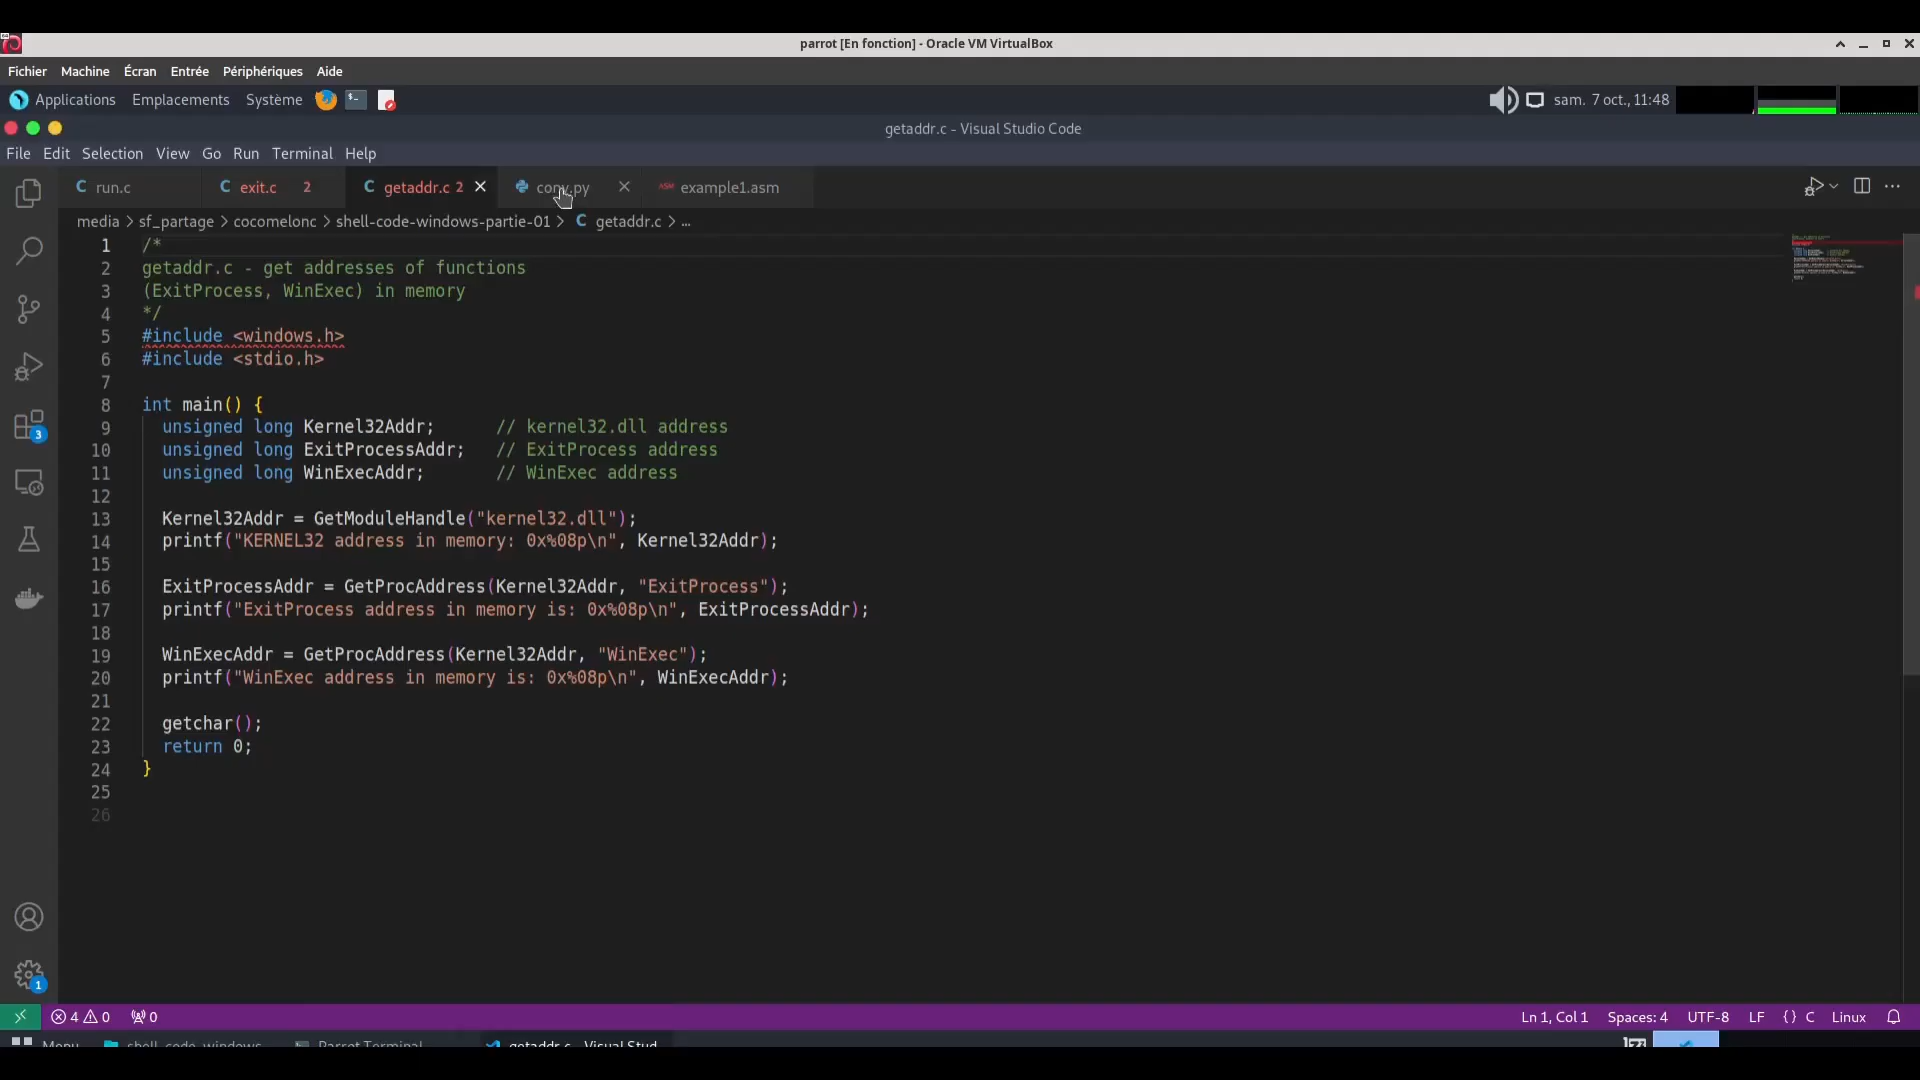 parrot [En fonction] - Oracle VM VirtualBox
Fichier Machine Écran Entrée Périphériques Aide
Applications Emplacements Système sam. 7 oct., 11:48
getaddr.c - Visual Studio Code
File Edit Selection View Go Run Terminal Help
C run.c C exit.c 2 C getaddr.c 2 ASM example1.asm
media > sf_partage > cocomelonc > shell-code-windows-partie-01 > C getaddr.c > ...
1 /*
2 getaddr.c - get addresses of functions
3 (ExitProcess, WinExec) in memory
4 */
5 #include <windows.h>
6 #include <stdio.h>
7
8 int main() {
9 unsigned long Kernel32Addr; // kernel32.dll address
10 unsigned long ExitProcessAddr; // ExitProcess address
11 unsigned long WinExecAddr; // WinExec address
12
13 Kernel32Addr = GetModuleHandle("kernel32.dll");
14 printf("KERNEL32 address in memory: 0x%08p\n", Kernel32Addr);
15
16 ExitProcessAddr = GetProcAddress(Kernel32Addr, "ExitProcess");
17 printf("ExitProcess address in memory is: 0x%08p\n", ExitProcessAddr);
18
19 WinExecAddr = GetProcAddress(Kernel32Addr, "WinExec");
20 printf("WinExec address in memory is: 0x%08p\n", WinExecAddr);
21
22 getchar();
23 return 0;
24 }
25
26
3
1
4 0 0 Ln 1, Col 1 Spaces: 4 UTF-8 LF {} C Linux
Menu shell code windows Parrot Terminal getaddr.c - Visual Stud